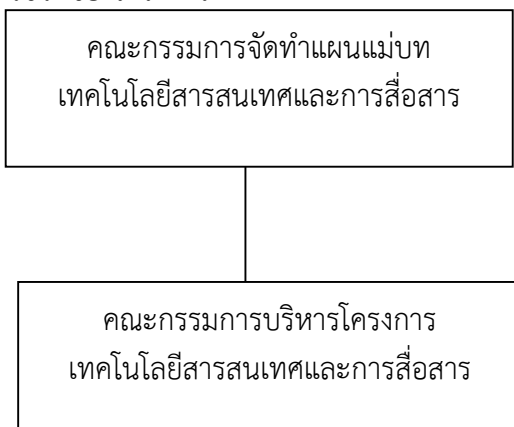 คณะกรรมการจัดทำแผนแม่บท
เทคโนโลยีสารสนเทศและการสื่อสาร
คณะกรรมการบริหารโครงการ
เทคโนโลยีสารสนเทศและการสื่อสาร